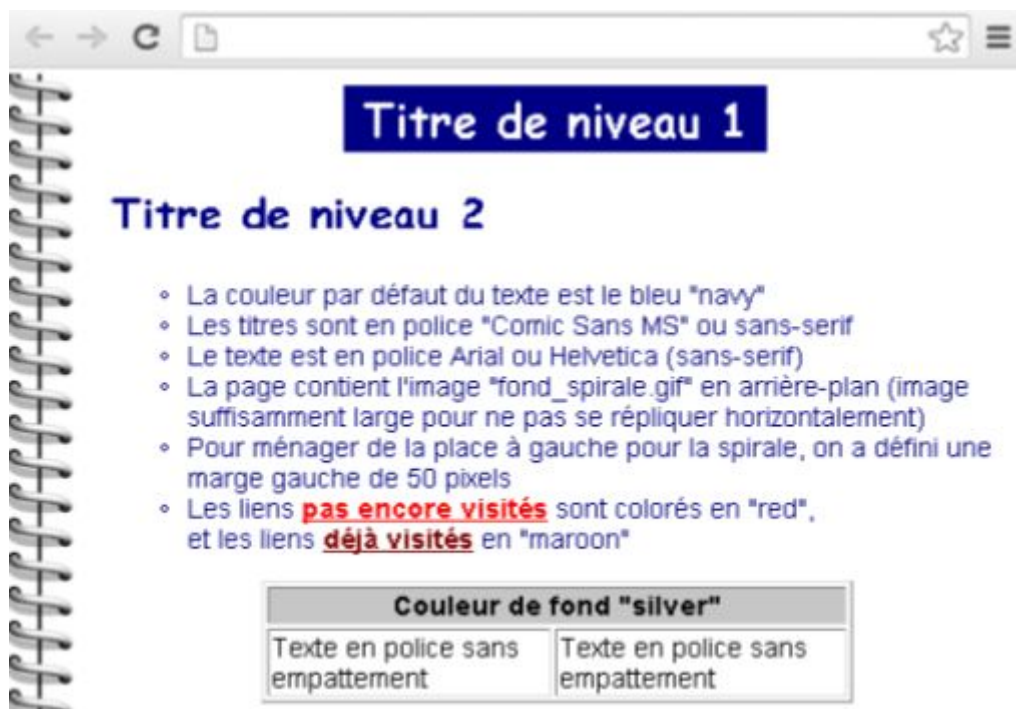 Titre de niveau 1
Titre de niveau 2
La couleur par défaut du texte est le bleu "navy"
Les titres sont en police "Comic Sans MS" ou sans-serif
Le texte est en police Arial ou Helvetica (sans-serif)
La page contient l'image "fond_spirale.gif" en arrière-plan (image
suffisamment large pour ne pas se répliquer horizontalement)
Pour ménager de la place à gauche pour la spirale, on a défini une
marge gauche de 50 pixels
Les liens pas encore visités sont colorés en "red",
et les liens déjà visités en "maroon"
Couleur de fond "silver"
Texte en police sans
empattement
Texte en police sans
empattement